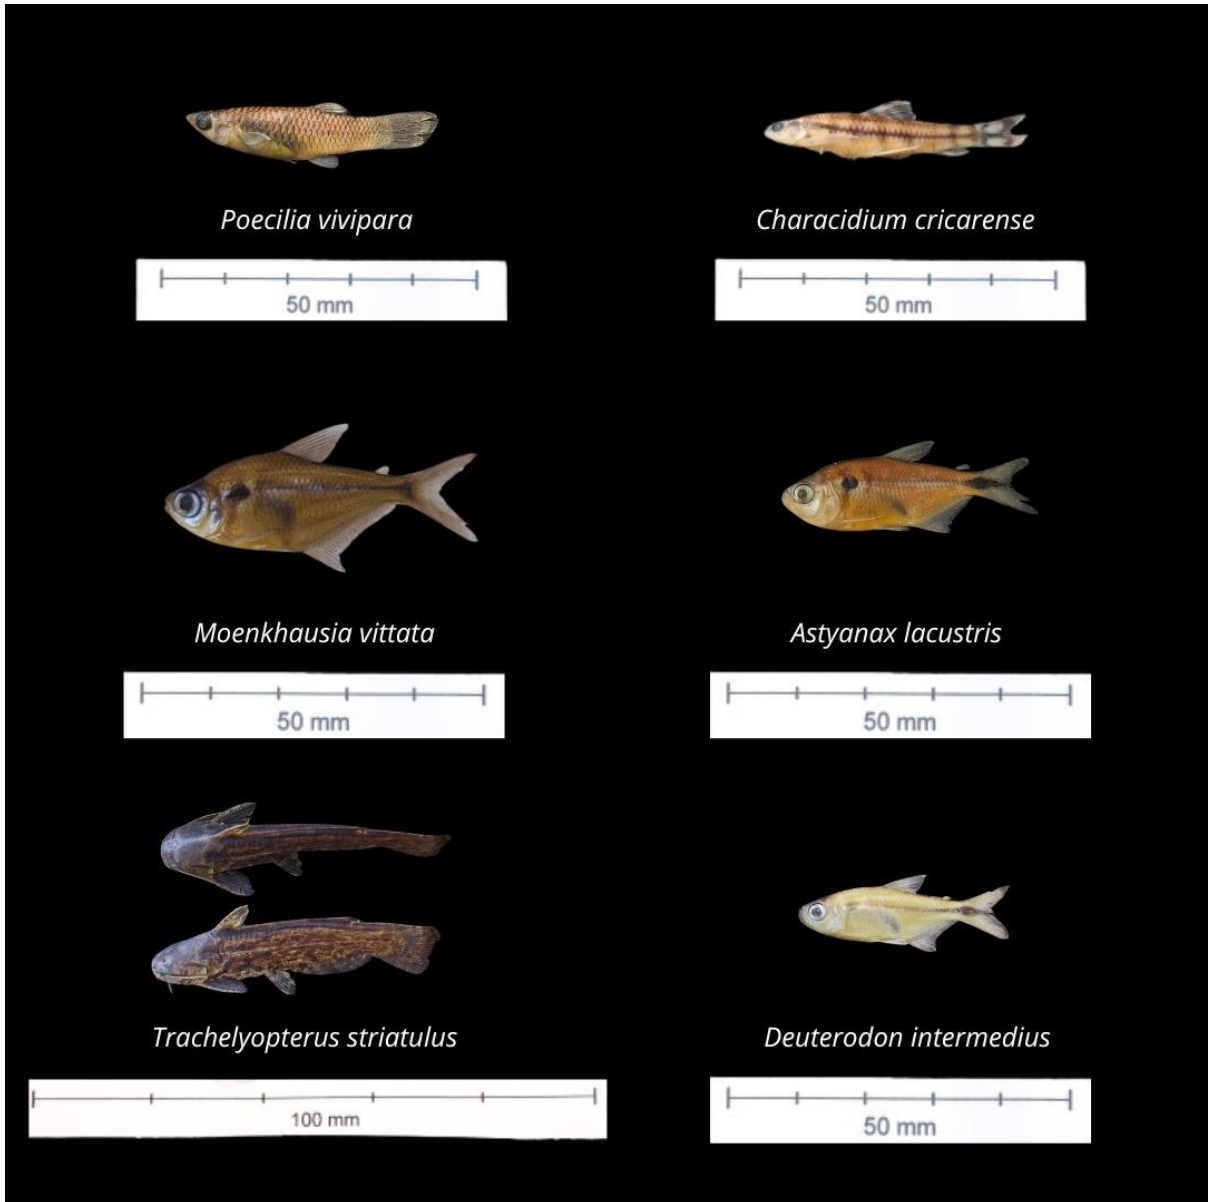 Poecilia vivipara
Characidium cricarense
50 mm
50 mm
Moenkhausia vittata
Astyanax lacustris
50 mm
50 mm
Trachelyopterus striatulus
Deuterodon intermedius
100 mm
50 mm